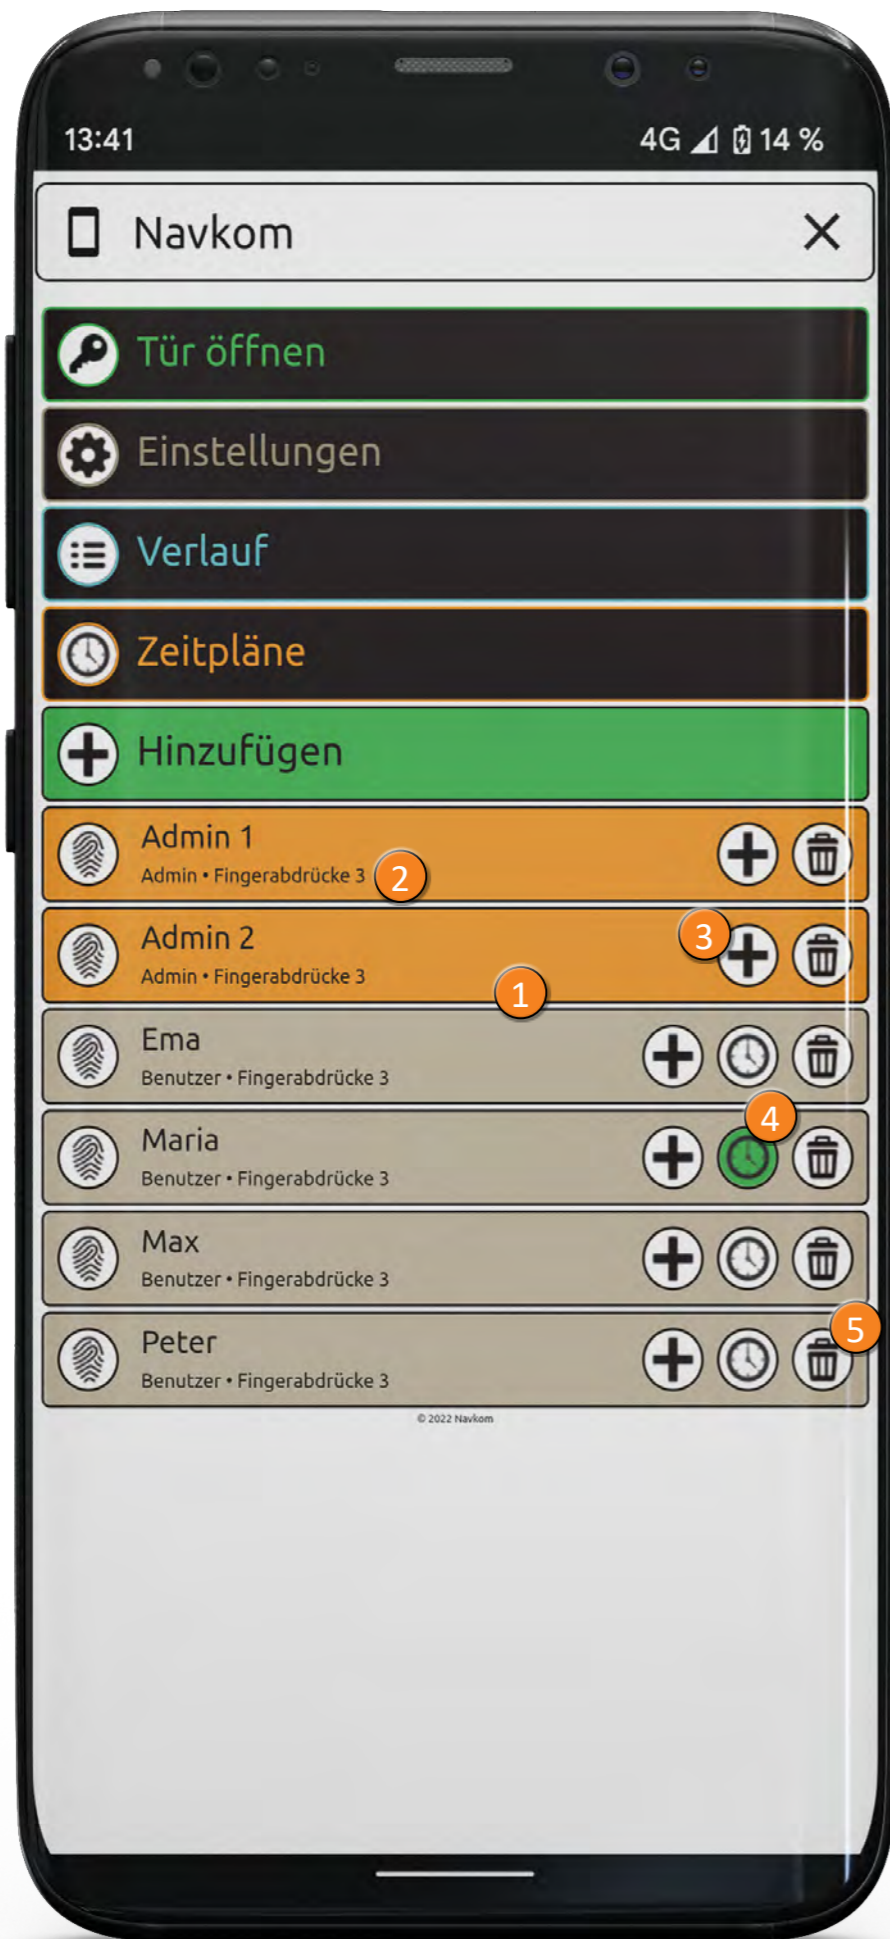 13:41 4G 14 %
Navkom
Tür öffnen
Einstellungen
Verlauf
Zeitpläne
Hinzufügen
Admin 1
Admin • Fingerabdrücke 3
2
Admin 2
3
Admin • Fingerabdrücke 3
1
Ema
Benutzer • Fingerabdrücke 3
4
Maria
Benutzer • Fingerabdrücke 3
Max
Benutzer • Fingerabdrücke 3
5
Peter
Benutzer • Fingerabdrücke 3
© 2022 Navkom